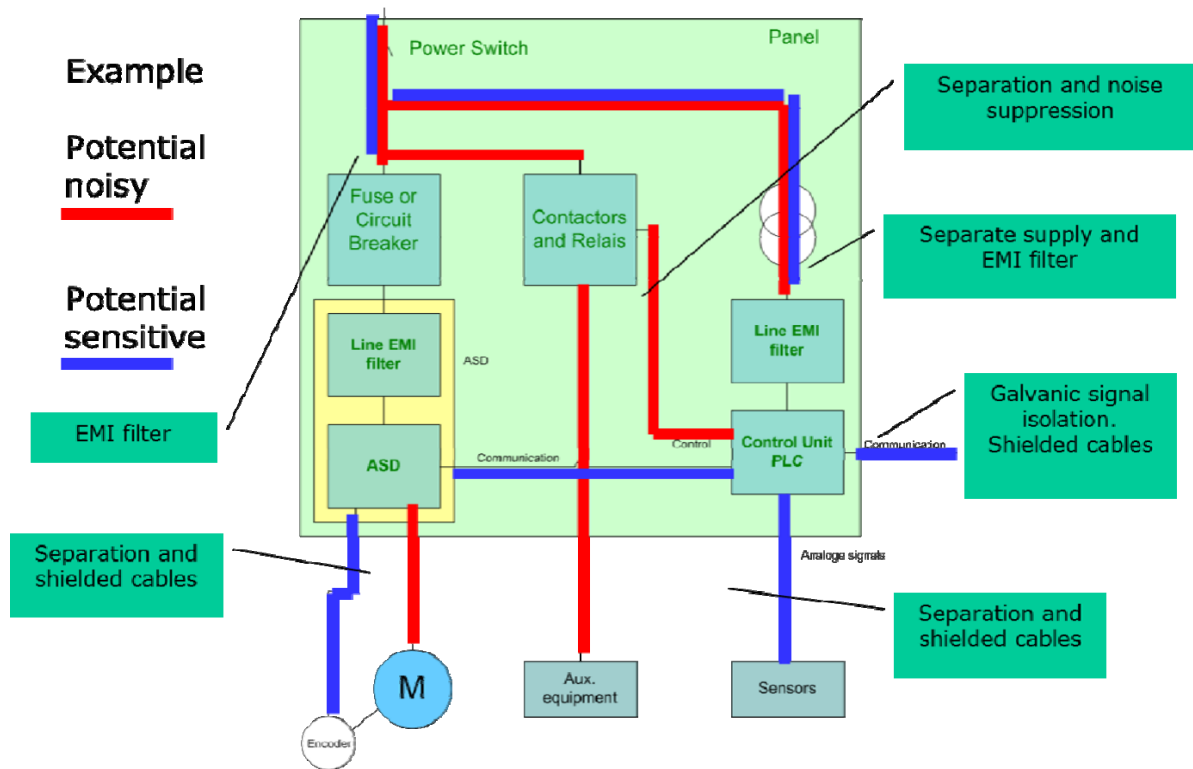 Example
Potential
noisy
Potential
sensitive
EMI filter
Separation and
shielded cables
Power Switch
Panel
Fuse or
Circuit
Breaker
Contactors
and Relais
Line EMI
filter
ASD
ASD
Communication
Control
Line EMI
filter
Control Unit
PLC
Communication
Analoge signals
M
Encoder
Aux.
equipment
Sensors
Separation and noise
suppression
Separate supply and
EMI filter
Galvanic signal
isolation.
Shielded cables
Separation and
shielded cables